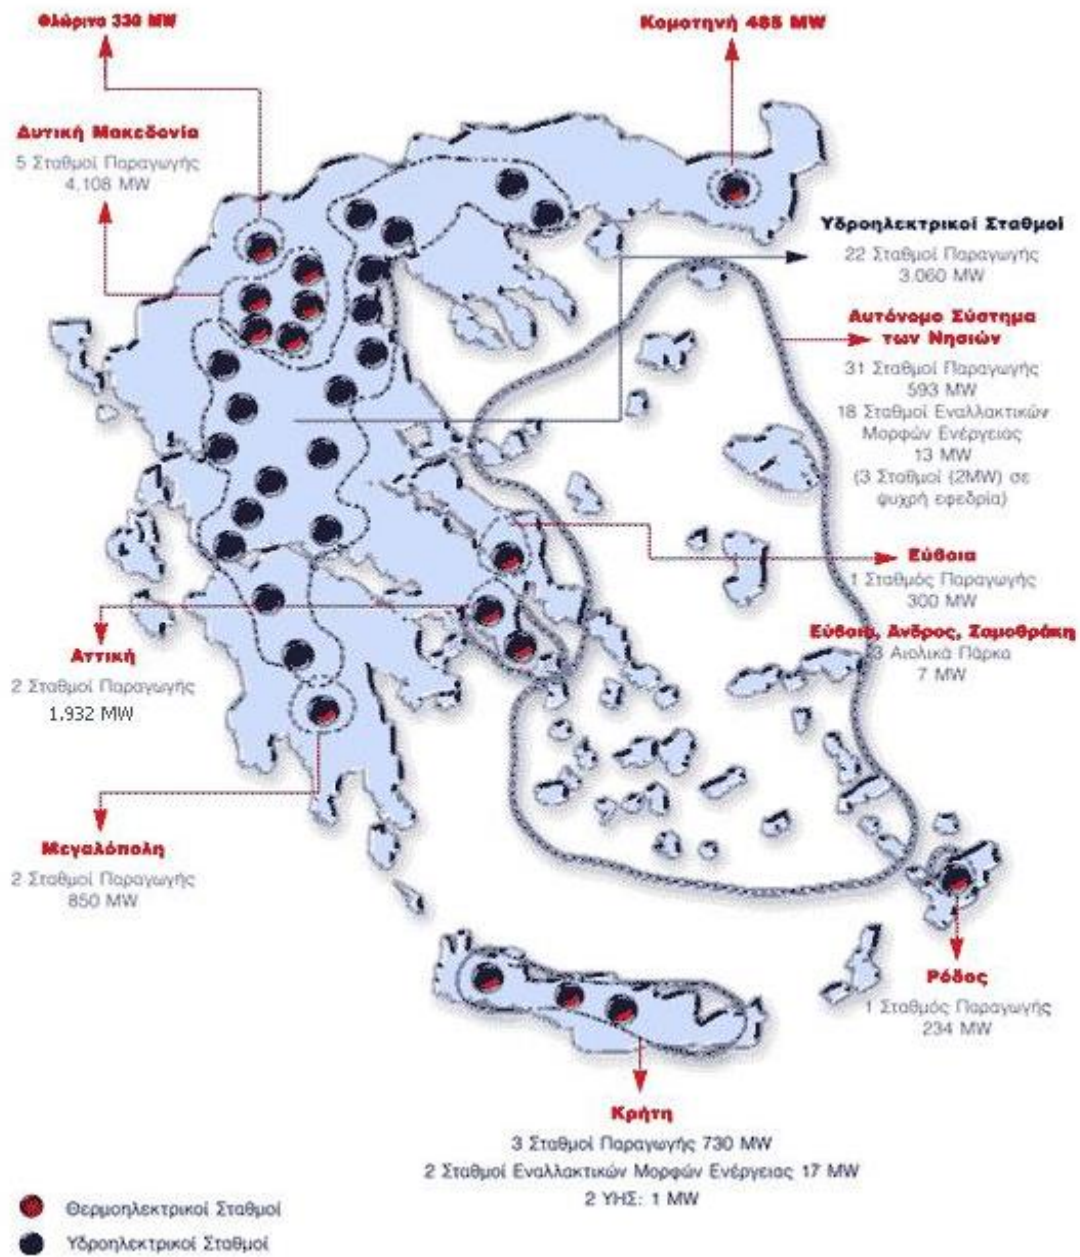 Φλώρινα 330 MW
Κομοτηνή 485 MW
Δυτική Μακεδονία
5 Σταθμοί Παραγωγής
4.108 MW
Υδροηλεκτρικοί Σταθμοί
22 Σταθμοί Παραγωγής
3.060 MW
Αυτόνομο Σύστημα
των Νησιών
31 Σταθμοί Παραγωγής
593 MW
18 Σταθμοί Εναλλακτικών
Μορφών Ενέργειας
13 MW
(3 Σταθμοί (2MW) σε
ψυχρή εφεδρία)
Εύβοια
1 Σταθμός Παραγωγής
300 MW
Εύβοια, Άνδρος, Σαμοθράκη
3 Αιολικά Πάρκα
7 MW
Αττική
2 Σταθμοί Παραγωγής
1.932 MW
Μεγαλόπολη
2 Σταθμοί Παραγωγής
850 MW
Ρόδος
1 Σταθμός Παραγωγής
234 MW
Κρήτη
3 Σταθμοί Παραγωγής 730 MW
2 Σταθμοί Εναλλακτικών Μορφών Ενέργειας 17 MW
2 ΥΗΣ: 1 MW
Θερμοηλεκτρικοί Σταθμοί
Υδροηλεκτρικοί Σταθμοί